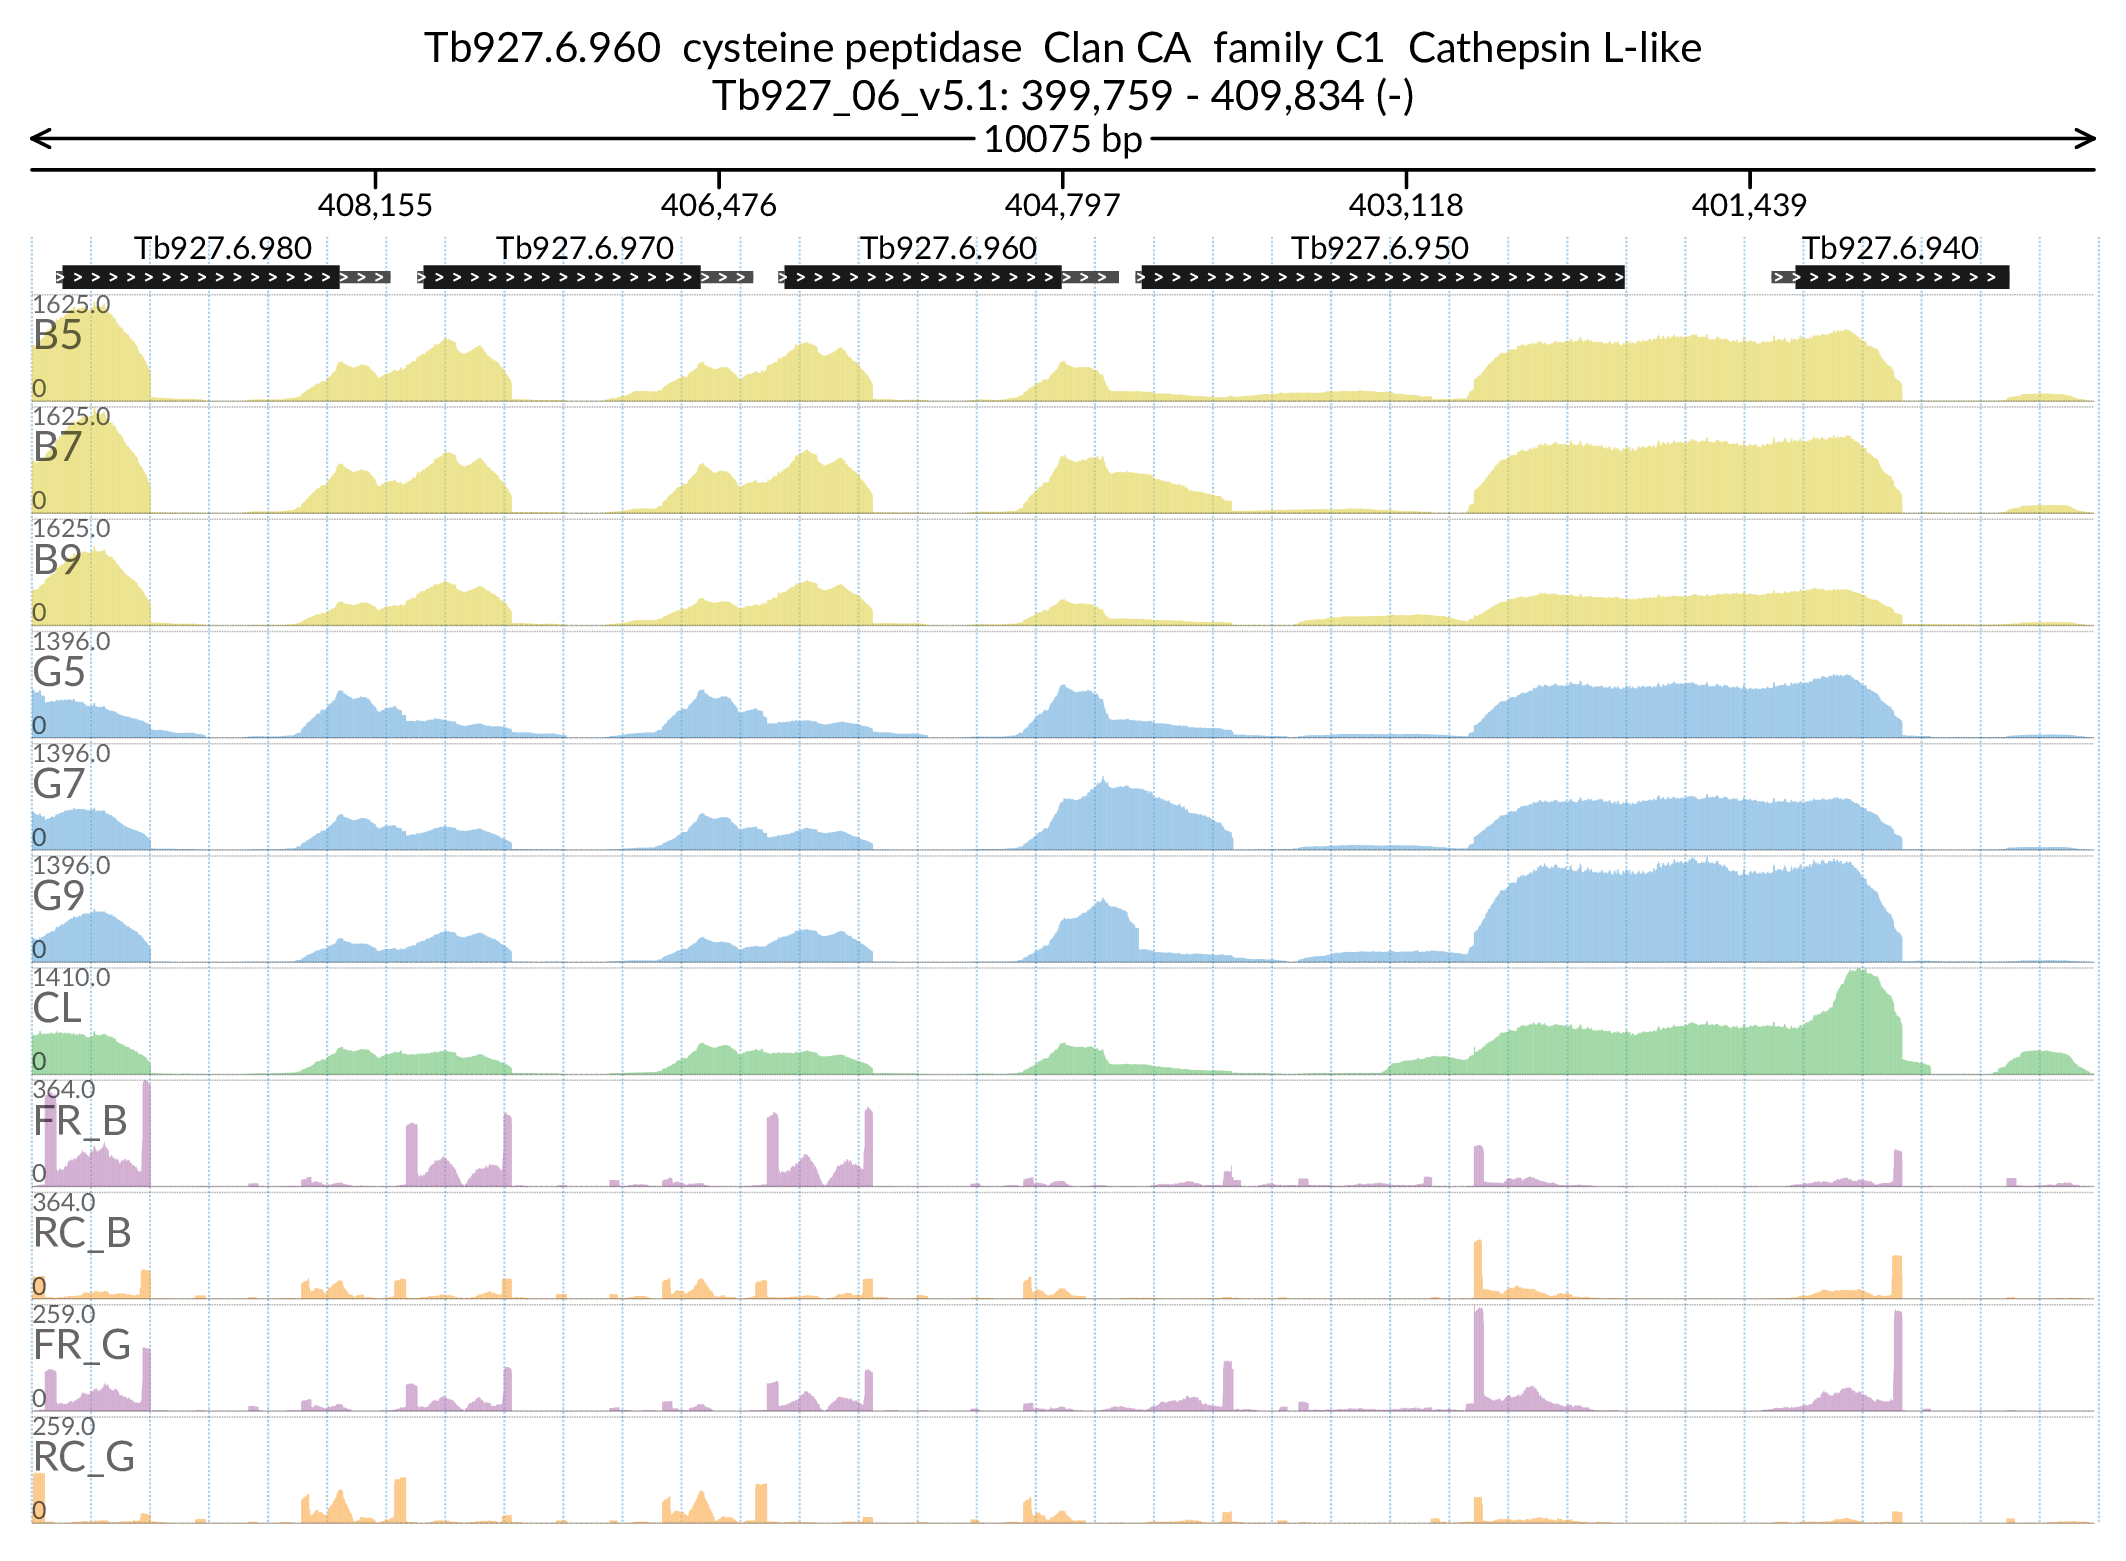 Tb927.6.960  cysteine peptidase  Clan CA  family C1  Cathepsin L-like
Tb927_06_v5.1: 399,759 - 409,834 (-)
10075 bp
408,155 406,476 404,797 403,118 401,439
Tb927.6.980 Tb927.6.970 Tb927.6.960 Tb927.6.950 Tb927.6.940
1625.0
B5
0
1625.0
B7
0
1625.0
B9
0
1396.0
G5
0
1396.0
G7
0
1396.0
G9
0
1410.0
CL
0
364.0
FR_B
0
364.0
RC_B
0
259.0
FR_G
0
259.0
RC_G
0